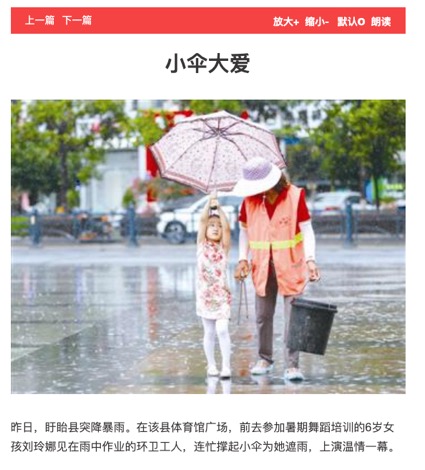 上一篇 下一篇
放大+ 缩小- 默认O 朗读
小伞大爱
昨日，盱眙县突降暴雨。在该县体育馆广场，前去参加暑期舞蹈培训的6岁女
孩刘玲娜见在雨中作业的环卫工人，连忙撑起小伞为她遮雨，上演温情一幕。